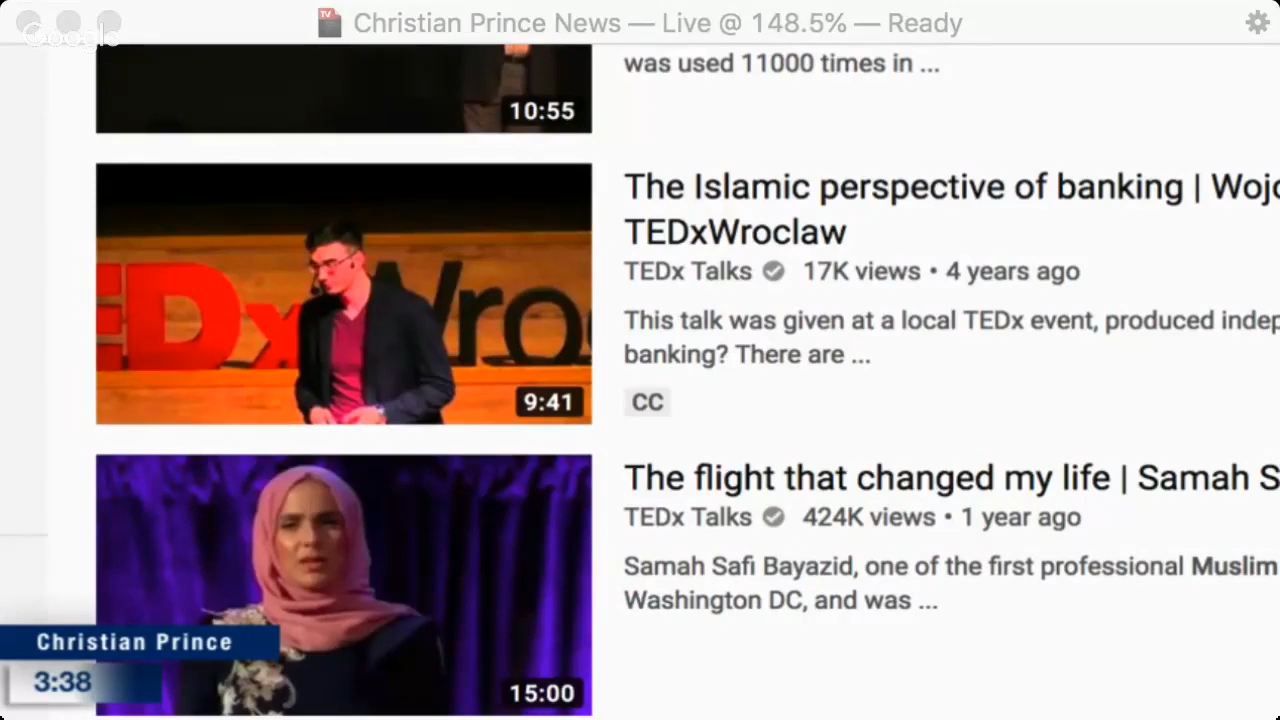 Google
Christian Prince News — Live @ 148.5% — Ready
was used 11000 times in ...
10:55
The Islamic perspective of banking | Wojc
TEDxWroclaw
TEDx Talks 17K views • 4 years ago
This talk was given at a local TEDx event, produced indep
banking? There are ...
CC
EDx Wroc
9:41
The flight that changed my life | Samah S
TEDx Talks 424K views • 1 year ago
Samah Safi Bayazid, one of the first professional Muslim
Washington DC, and was ...
15:00
Christian Prince
3:38